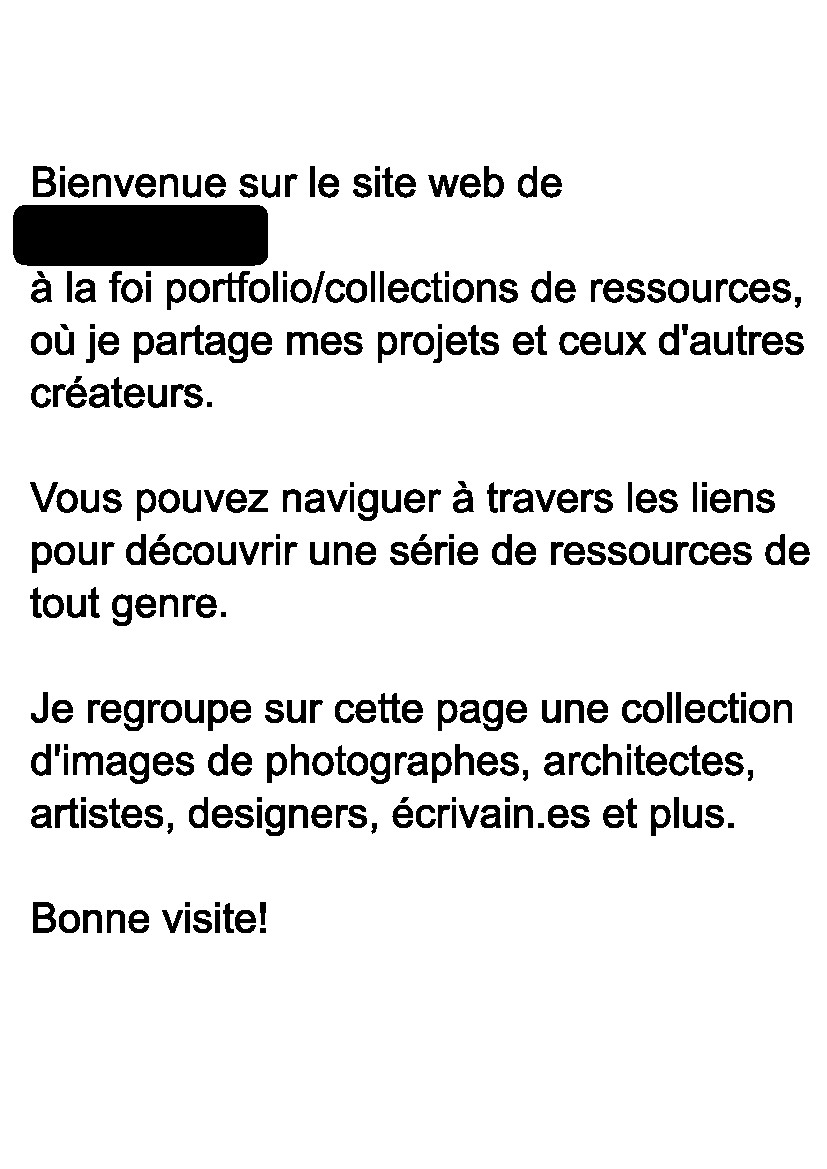 Bienvenue sur le site web de
à la foi portfolio/collections de ressources,
où je partage mes projets et ceux d'autres
créateurs.
Vous pouvez naviguer à travers les liens
pour découvrir une série de ressources de
tout genre.
Je regroupe sur cette page une collection
d'images de photographes, architectes,
artistes, designers, écrivain.es et plus.
Bonne visite!